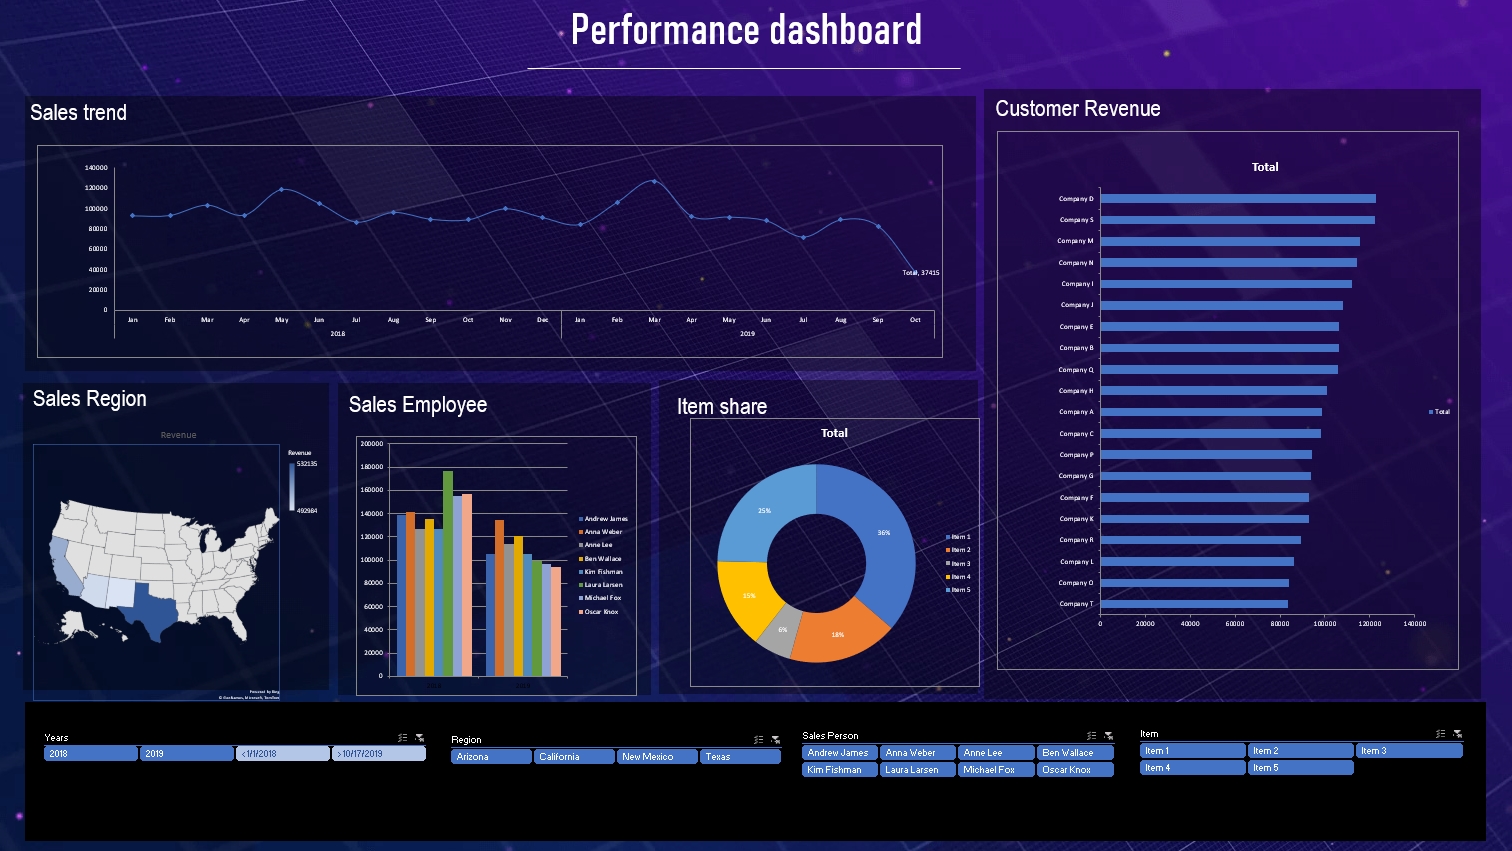 Performance dashboard
Sales trend
140000
120000
100000
80000
60000
40000
20000
0
Total, 37415
Jan Feb Mar Apr May Jun Jul Aug Sep Oct Nov Dec Jan Feb Mar Apr May Jun Jul Aug Sep Oct
2018 2019
Customer Revenue
Total
Company D
Company S
Company M
Company N
Company I
Company J
Company E
Company B
Company Q
Company H
Company A
Company C
Company P
Company G
Company F
Company K
Company R
Company L
Company O
Company T
0 20000 40000 60000 80000 100000 120000 140000
Total
Sales Region
Revenue
Revenue
532135
492984
Powered by Bing
© GeoNames, Microsoft, TomTom
Sales Employee
200000
180000
160000
140000
120000
100000
80000
60000
40000
20000
0
Andrew James
Anna Weber
Anne Lee
Ben Wallace
Kim Fishman
Laura Larsen
Michael Fox
Oscar Knox
Item share
Total
36%
18%
6%
15%
25%
Item 1
Item 2
Item 3
Item 4
Item 5
Years
2018 2019 <1/1/2018 >10/17/2019
Region
Arizona California New Mexico Texas
Sales Person
Andrew James Anna Weber Anne Lee Ben Wallace
Kim Fishman Laura Larsen Michael Fox Oscar Knox
Item
Item 1 Item 2 Item 3
Item 4 Item 5